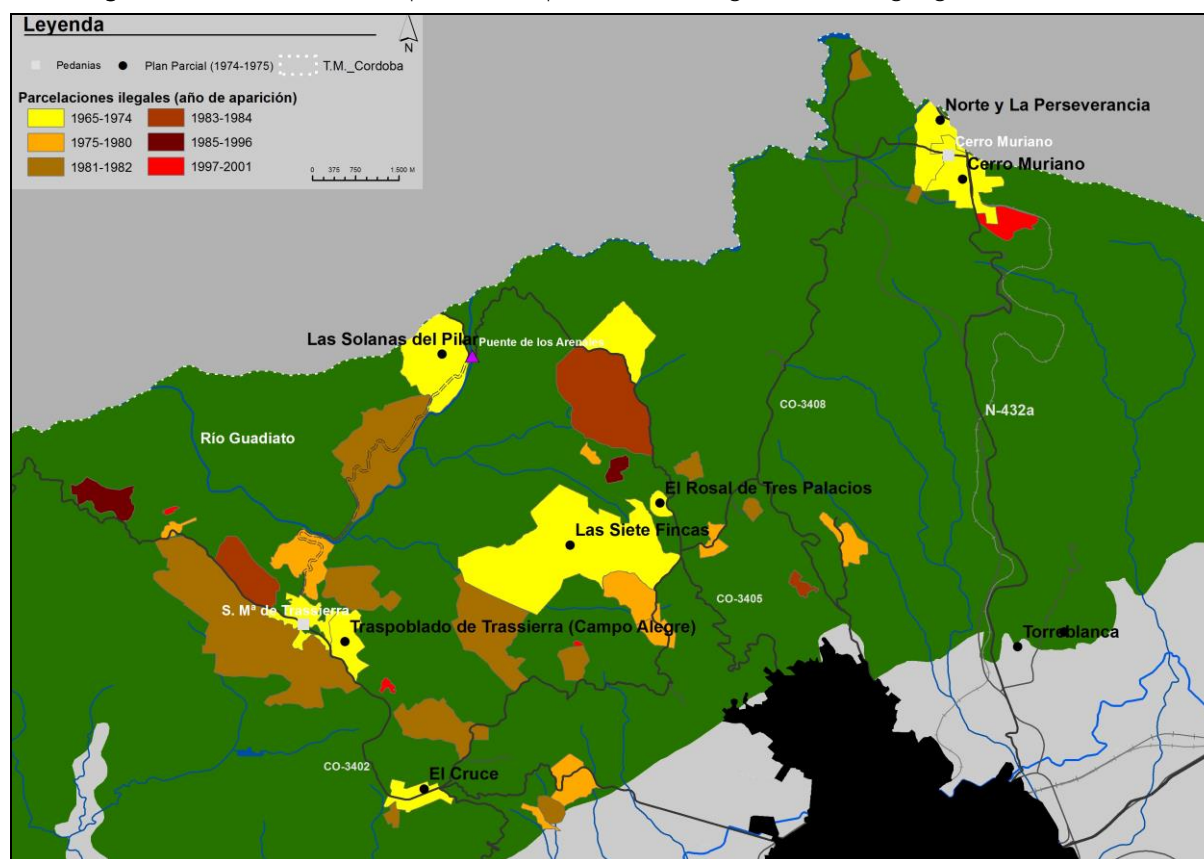 Leyenda
N
Pedanias
Plan Parcial (1974-1975)
T.M._Cordoba
Parcelaciones ilegales (año de aparición)
1965-1974
1983-1984
1975-1980
1985-1996
1981-1982
1997-2001
0 375 750 1.500 M
Norte y La Perseverancia
Cerro Muriano
Cerro Muriano
Las Solanas del Pilar
Puente de los Arenales
CO-3408
N-432a
Río Guadiato
El Rosal de Tres Palacios
Las Siete Fincas
CO-3405
S. Mª de Trassierra
Traspoblado de Trassierra (Campo Alegre)
Torreblanca
CO-3402
El Cruce